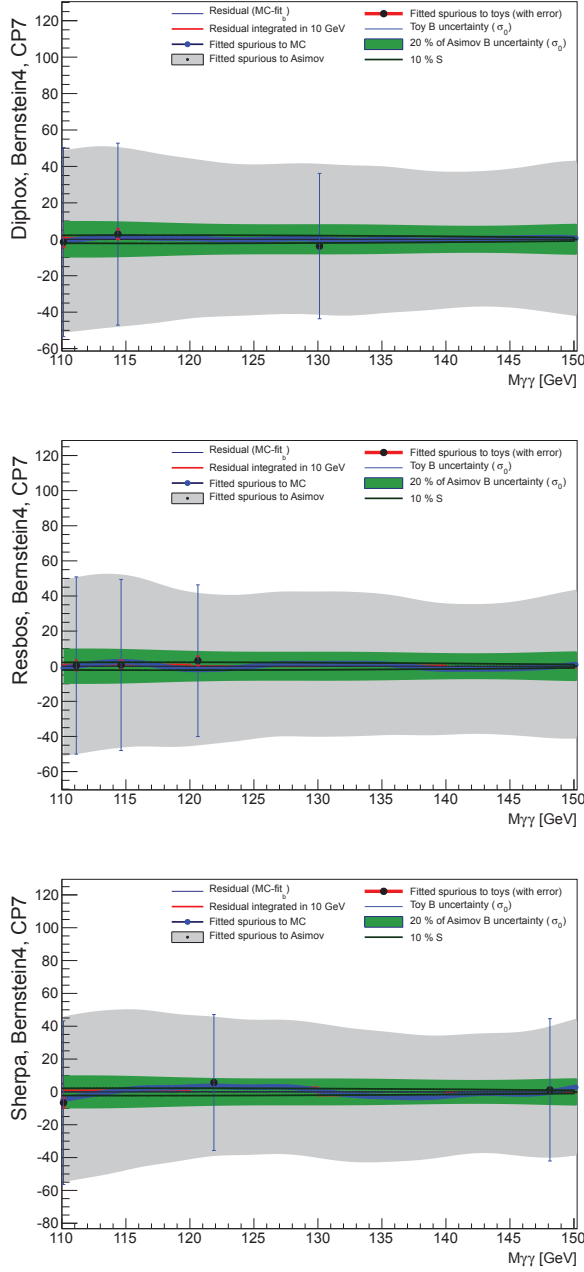 Diphox, Bernstein4, CP7
Residual (MC-fit_b)
Residual integrated in 10 GeV
Fitted spurious to MC
Fitted spurious to Asimov
Fitted spurious to toys (with error)
Toy B uncertainty (σ₀)
20 % of Asimov B uncertainty (σ₀)
10 % S
120
100
80
60
40
20
0
-20
-40
-60
110 115 120 125 130 135 140 145 150
Mγγ [GeV]
Resbos, Bernstein4, CP7
Residual (MC-fit_b)
Residual integrated in 10 GeV
Fitted spurious to MC
Fitted spurious to Asimov
Fitted spurious to toys (with error)
Toy B uncertainty (σ₀)
20 % of Asimov B uncertainty (σ₀)
10 % S
120
100
80
60
40
20
0
-20
-40
-60
110 115 120 125 130 135 140 145 150
Mγγ [GeV]
Sherpa, Bernstein4, CP7
Residual (MC-fit_b)
Residual integrated in 10 GeV
Fitted spurious to MC
Fitted spurious to Asimov
Fitted spurious to toys (with error)
Toy B uncertainty (σ₀)
20 % of Asimov B uncertainty (σ₀)
10 % S
120
100
80
60
40
20
0
-20
-40
-60
-80
110 115 120 125 130 135 140 145 150
Mγγ [GeV]